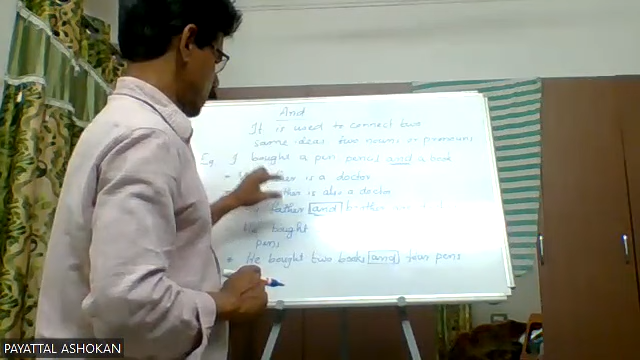 And
It is used to connect two
same ideas two nouns or pronouns
Eg I bought a pen pencil and a book
is a doctor
is also a doctor
father and brother
He bought
pens
He bought two books and four pens
PAYATTAL ASHOKAN